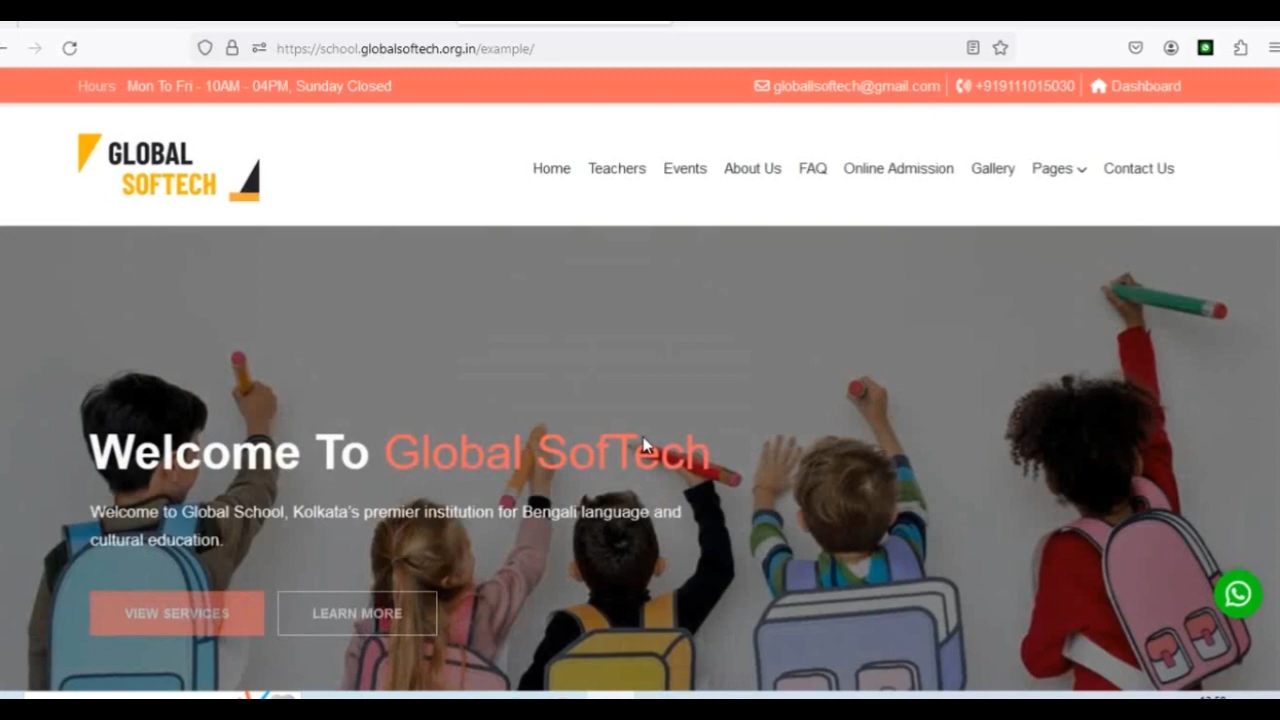 https://school.globalsoftech.org.in/example/
Hours : Mon To Fri - 10AM - 04PM, Sunday Closed
globallsoftech@gmail.com
+919111015030
Dashboard
GLOBAL
SOFTECH
Home
Teachers
Events
About Us
FAQ
Online Admission
Gallery
Pages
Contact Us
Welcome To Global SofTech
Welcome to Global School, Kolkata's premier institution for Bengali language and
cultural education.
VIEW SERVICES
LEARN MORE